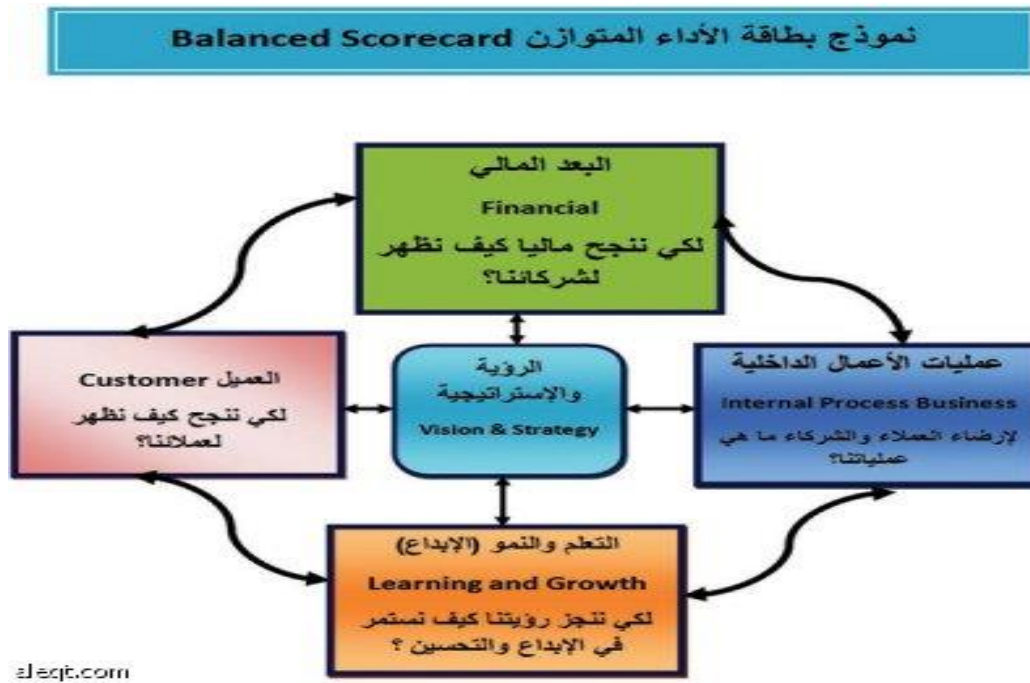 نموذج بطاقة الأداء المتوازن Balanced Scorecard
البعد المالي
Financial
لكي ننجح ماليا كيف نظهر
لشركائنا؟
العميل Customer
لكي ننجح كيف نظهر
لعملائنا؟
الرؤية
والإستراتيجية
Vision & Strategy
عمليات الأعمال الداخلية
Internal Process Business
لإرضاء العملاء والشركاء ما هي
عملياتنا؟
التعلم والنمو (الإبداع)
Learning and Growth
لكي ننجز رؤيتنا كيف نستمر
في الإبداع والتحسين ؟
aleqt.com